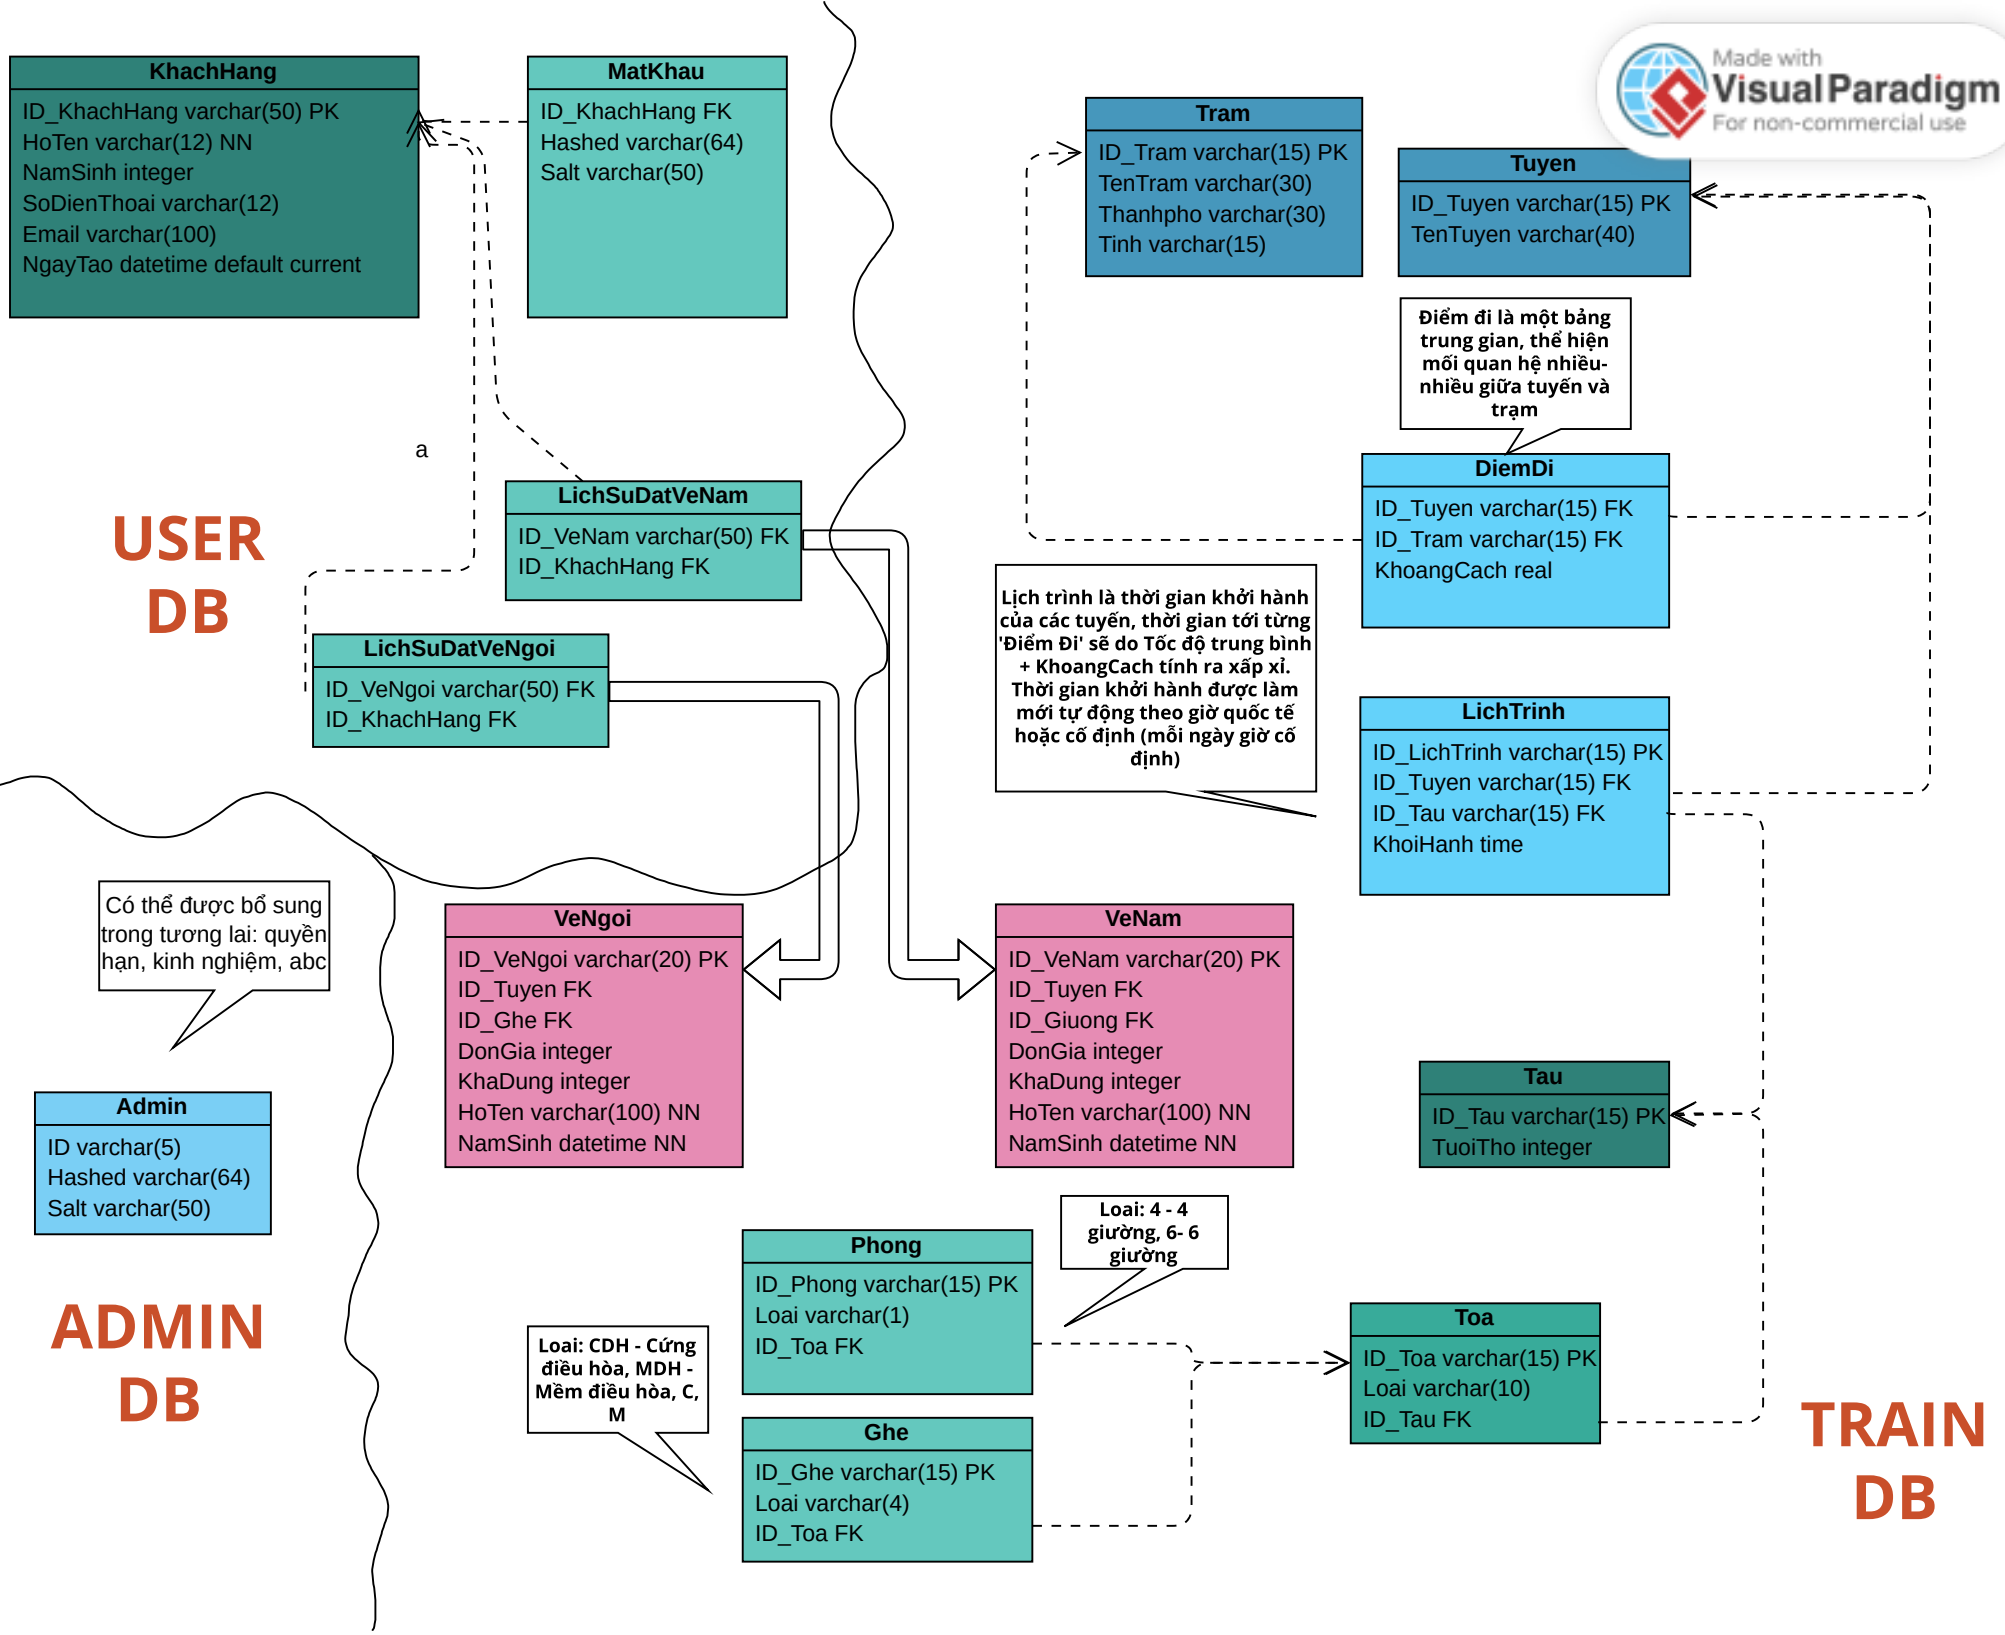 KhachHang
ID_KhachHang varchar(50) PK
HoTen varchar(12) NN
NamSinh integer
SoDienThoai varchar(12)
Email varchar(100)
NgayTao datetime default current
MatKhau
ID_KhachHang FK
Hashed varchar(64)
Salt varchar(50)
Tram
ID_Tram varchar(15) PK
TenTram varchar(30)
Thanhpho varchar(30)
Tinh varchar(15)
Made with
Visual Paradigm
For non-commercial use
Tuyen
ID_Tuyen varchar(15) PK
TenTuyen varchar(40)
Điểm đi là một bảng
trung gian, thể hiện
mối quan hệ nhiều-
nhiều giữa tuyến và
trạm
a
USER
DB
LichSuDatVeNam
ID_VeNam varchar(50) FK
ID_KhachHang FK
DiemDi
ID_Tuyen varchar(15) FK
ID_Tram varchar(15) FK
KhoangCach real
LichSuDatVeNgoi
ID_VeNgoi varchar(50) FK
ID_KhachHang FK
Lịch trình là thời gian khởi hành
của các tuyến, thời gian tới từng
'Điểm Đi' sẽ do Tốc độ trung bình
+ KhoangCach tính ra xấp xỉ.
Thời gian khởi hành được làm
mới tự động theo giờ quốc tế
hoặc cố định (mỗi ngày giờ cố
định)
LichTrinh
ID_LichTrinh varchar(15) PK
ID_Tuyen varchar(15) FK
ID_Tau varchar(15) FK
KhoiHanh time
Có thể được bổ sung
trong tương lai: quyền
hạn, kinh nghiệm, abc
VeNgoi
ID_VeNgoi varchar(20) PK
ID_Tuyen FK
ID_Ghe FK
DonGia integer
KhaDung integer
HoTen varchar(100) NN
NamSinh datetime NN
VeNam
ID_VeNam varchar(20) PK
ID_Tuyen FK
ID_Giuong FK
DonGia integer
KhaDung integer
HoTen varchar(100) NN
NamSinh datetime NN
Admin
ID varchar(5)
Hashed varchar(64)
Salt varchar(50)
Tau
ID_Tau varchar(15) PK
TuoiTho integer
ADMIN
DB
Loai: 4 - 4
giường, 6- 6
giường
Phong
ID_Phong varchar(15) PK
Loai varchar(1)
ID_Toa FK
Loai: CDH - Cứng
điều hòa, MDH -
Mềm điều hòa, C,
M
Ghe
ID_Ghe varchar(15) PK
Loai varchar(4)
ID_Toa FK
Toa
ID_Toa varchar(15) PK
Loai varchar(10)
ID_Tau FK
TRAIN
DB